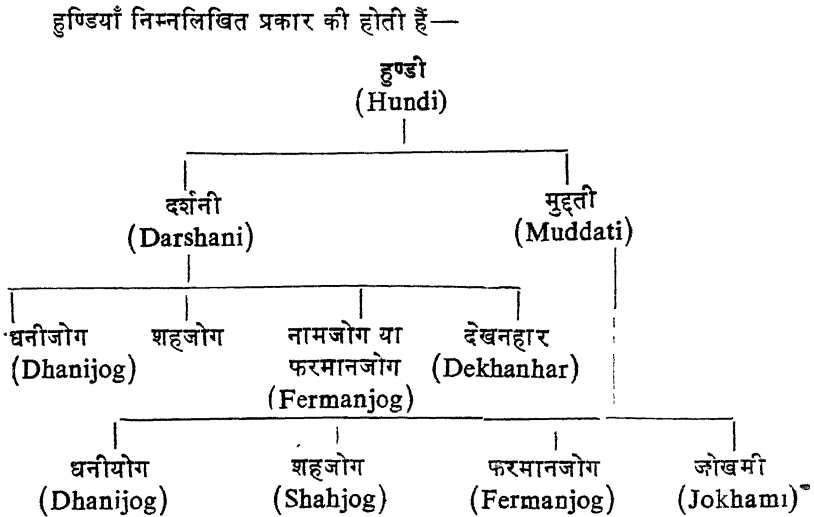 हुण्डियाँ निम्नलिखित प्रकार की होती हैं—
हुण्डी
(Hundi)
दर्शनी
(Darshani)
मुद्दती
(Muddati)
धनीजोग
(Dhanijog)
शहजोग
नामजोग या
फरमानजोग
(Fermanjog)
देखनहार
(Dekhanhar)
धनीयोग
(Dhanijog)
शहजोग
(Shahjog)
फरमानजोग
(Fermanjog)
जोखमी
(Jokhami)